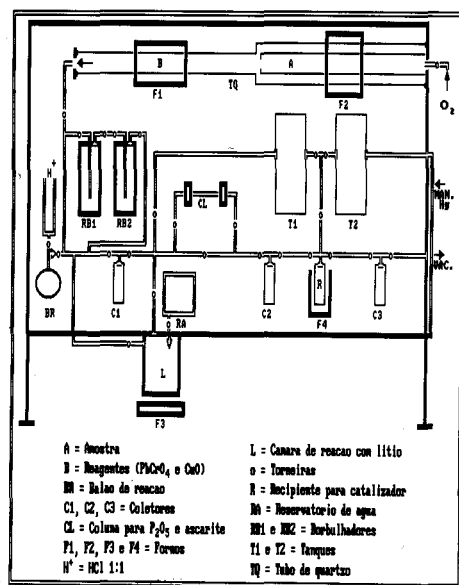 B
A
F1
TQ
F2
O₂
H⁺
RB1
RB2
CL
T1
T2
MAN.
Hg
VAC.
BR
C1
RA
C2
R
F4
C3
L
F3
A = Amostra
B = Reagentes (PbCrO₄ e CuO)
BR = Balao de reacao
C1, C2, C3 = Coletores
CL = Coluna para P₂O₅ e ascarite
F1, F2, F3 e F4 = Fornos
H⁺ = HCl 1:1
L = Camara de reacao com litio
o = Torneiras
R = Recipiente para catalizador
RA = Reservatorio de agua
RB1 e RB2 = Borbulhadores
T1 e T2 = Tanques
TQ = Tubo de quartzo